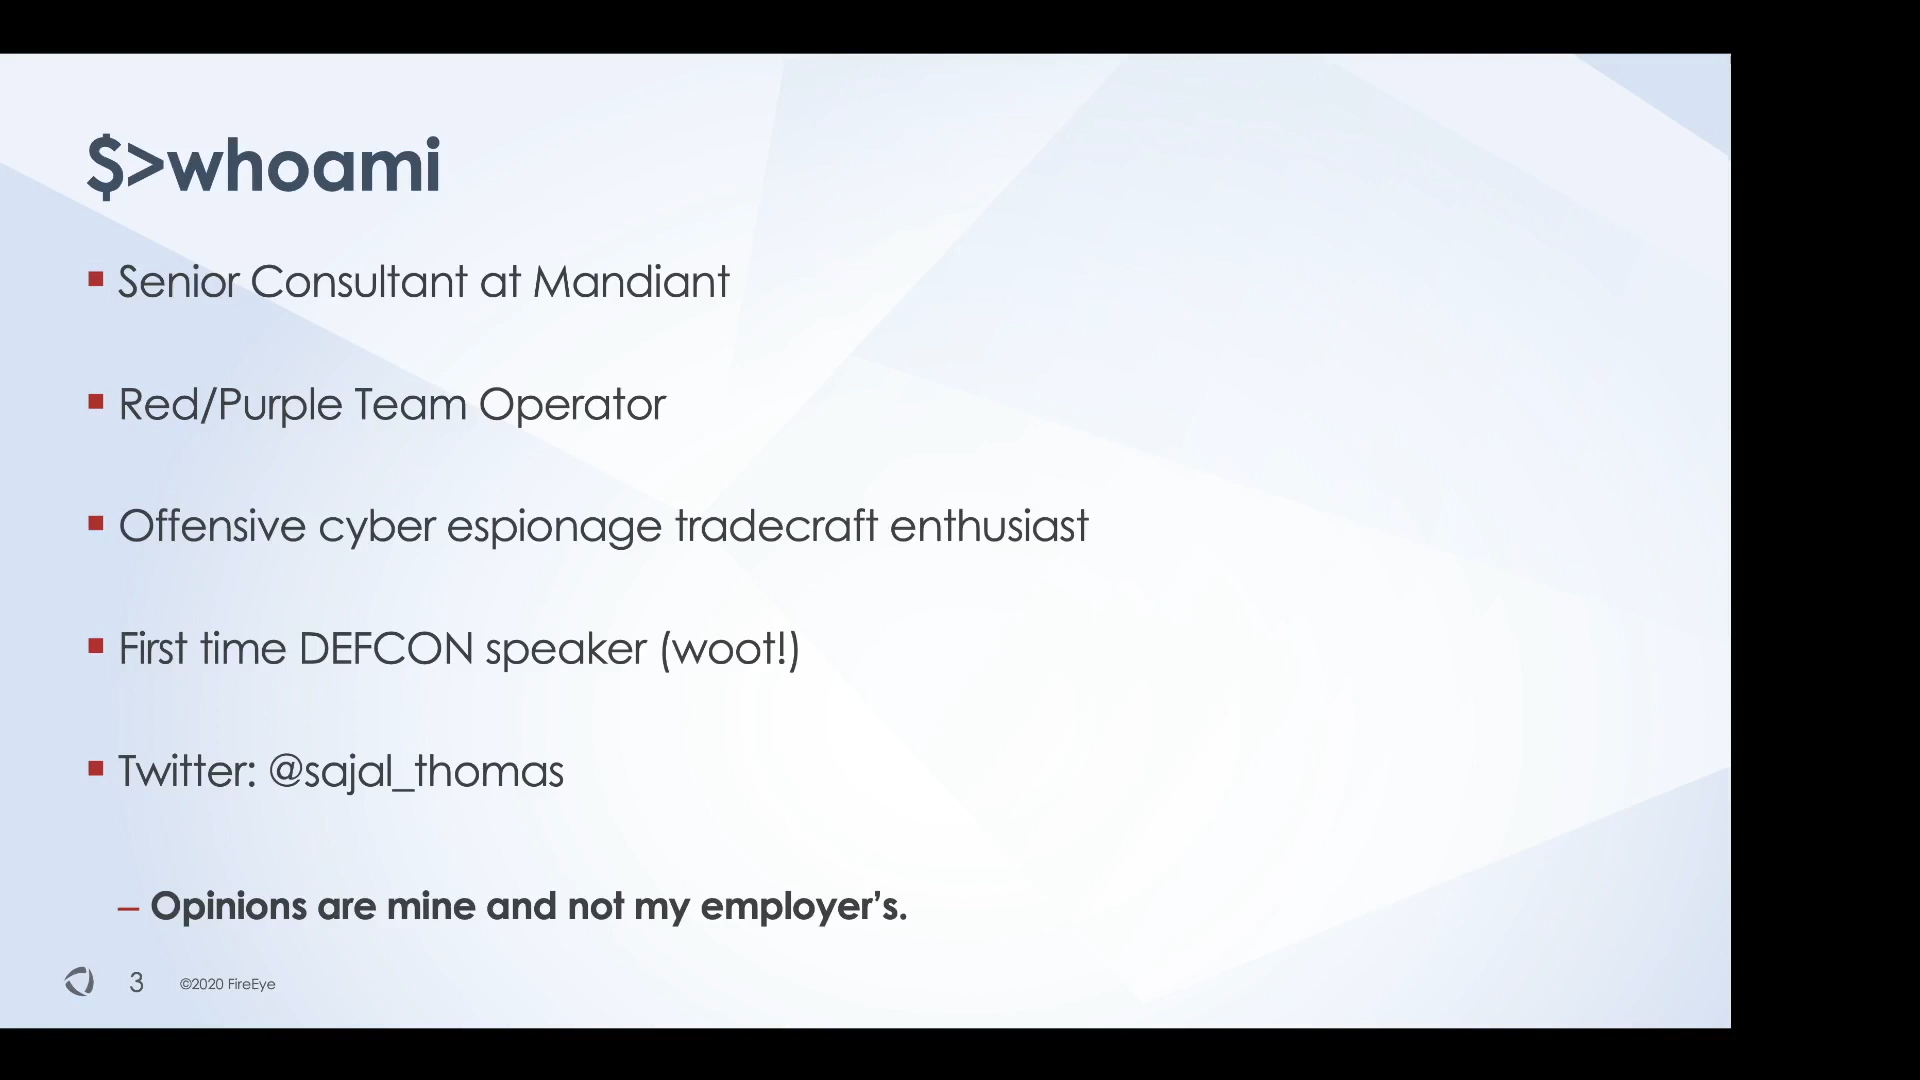 $>whoami
▪ Senior Consultant at Mandiant
▪ Red/Purple Team Operator
▪ Offensive cyber espionage tradecraft enthusiast
▪ First time DEFCON speaker (woot!)
▪ Twitter: @sajal_thomas
– Opinions are mine and not my employer’s.
3 ©2020 FireEye